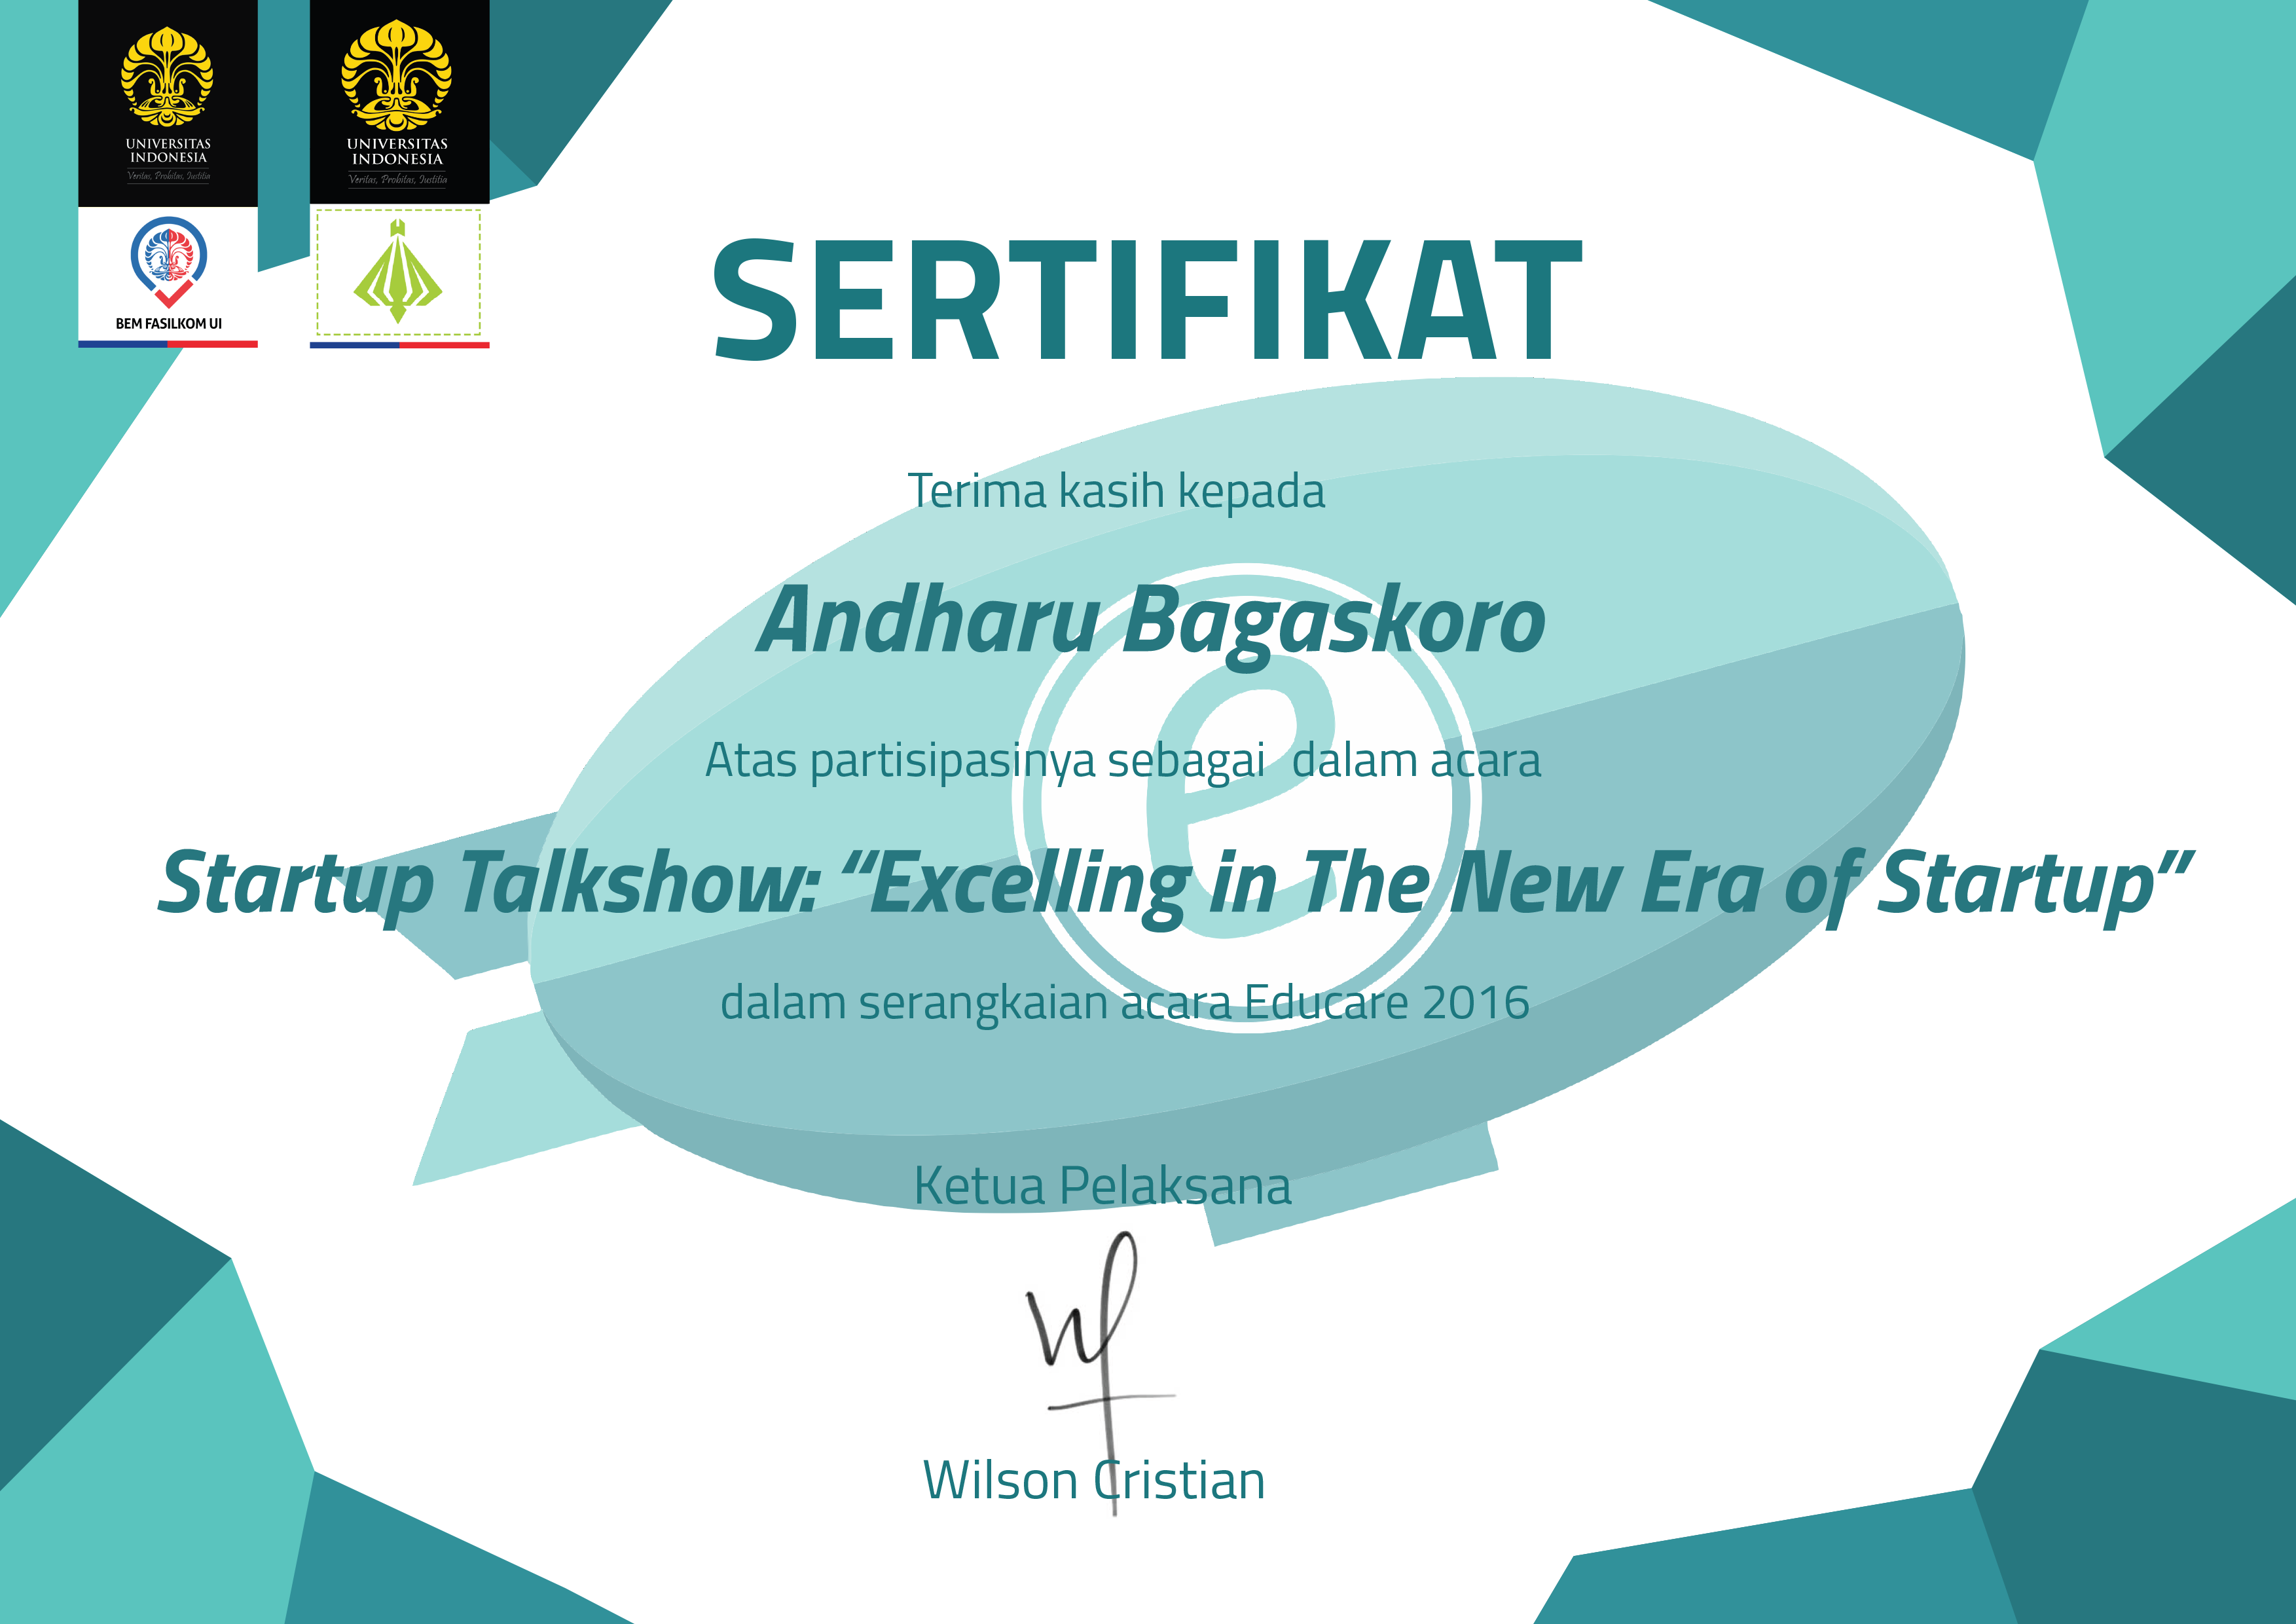 UNIVERSITAS
INDONESIA
Veritas, Probitas, Iustitia
BEM FASILKOM UI
UNIVERSITAS
INDONESIA
Veritas, Probitas, Iustitia
SERTIFIKAT
Terima kasih kepada
Andharu Bagaskoro
Atas partisipasinya sebagai dalam acara
Startup Talkshow: “Excelling in The New Era of Startup”
e
dalam serangkaian acara Educare 2016
Ketua Pelaksana
Wilson Cristian